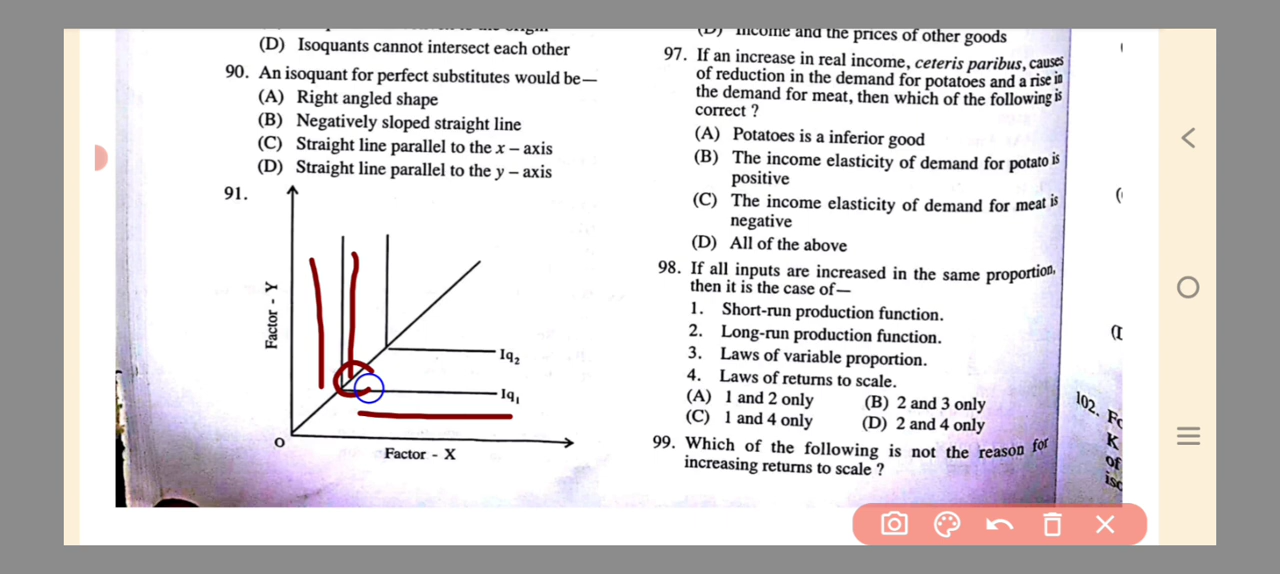 (D) Isoquants cannot intersect each other
90. An isoquant for perfect substitutes would be—
(A) Right angled shape
(B) Negatively sloped straight line
(C) Straight line parallel to the x – axis
(D) Straight line parallel to the y – axis
91.
Factor - Y
Iq2
Iq1
O
Factor - X
(D) Income and the prices of other goods
97. If an increase in real income, ceteris paribus, causes
of reduction in the demand for potatoes and a rise in
the demand for meat, then which of the following is
correct ?
(A) Potatoes is a inferior good
(B) The income elasticity of demand for potato is
positive
(C) The income elasticity of demand for meat is
negative
(D) All of the above
98. If all inputs are increased in the same proportion,
then it is the case of—
1. Short-run production function.
2. Long-run production function.
3. Laws of variable proportion.
4. Laws of returns to scale.
(A) 1 and 2 only (B) 2 and 3 only
(C) 1 and 4 only (D) 2 and 4 only
99. Which of the following is not the reason for
increasing returns to scale ?
102.
K
of